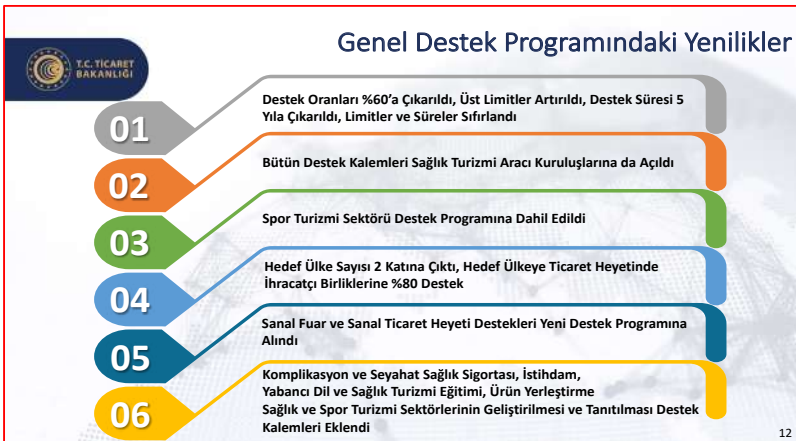 Genel Destek Programındaki Yenilikler
T.C. TİCARET
BAKANLIĞI
01
Destek Oranları %60'a Çıkarıldı, Üst Limitler Artırıldı, Destek Süresi 5
Yıla Çıkarıldı, Limitler ve Süreler Sıfırlandı
02
Bütün Destek Kalemleri Sağlık Turizmi Aracı Kuruluşlarına da Açıldı
03
Spor Turizmi Sektörü Destek Programına Dahil Edildi
04
Hedef Ülke Sayısı 2 Katına Çıktı, Hedef Ülkeye Ticaret Heyetinde
İhracatçı Birliklerine %80 Destek
05
Sanal Fuar ve Sanal Ticaret Heyeti Destekleri Yeni Destek Programına
Alındı
06
Komplikasyon ve Seyahat Sağlık Sigortası, İstihdam,
Yabancı Dil ve Sağlık Turizmi Eğitimi, Ürün Yerleştirme
Sağlık ve Spor Turizmi Sektörlerinin Geliştirilmesi ve Tanıtılması Destek
Kalemleri Eklendi
12